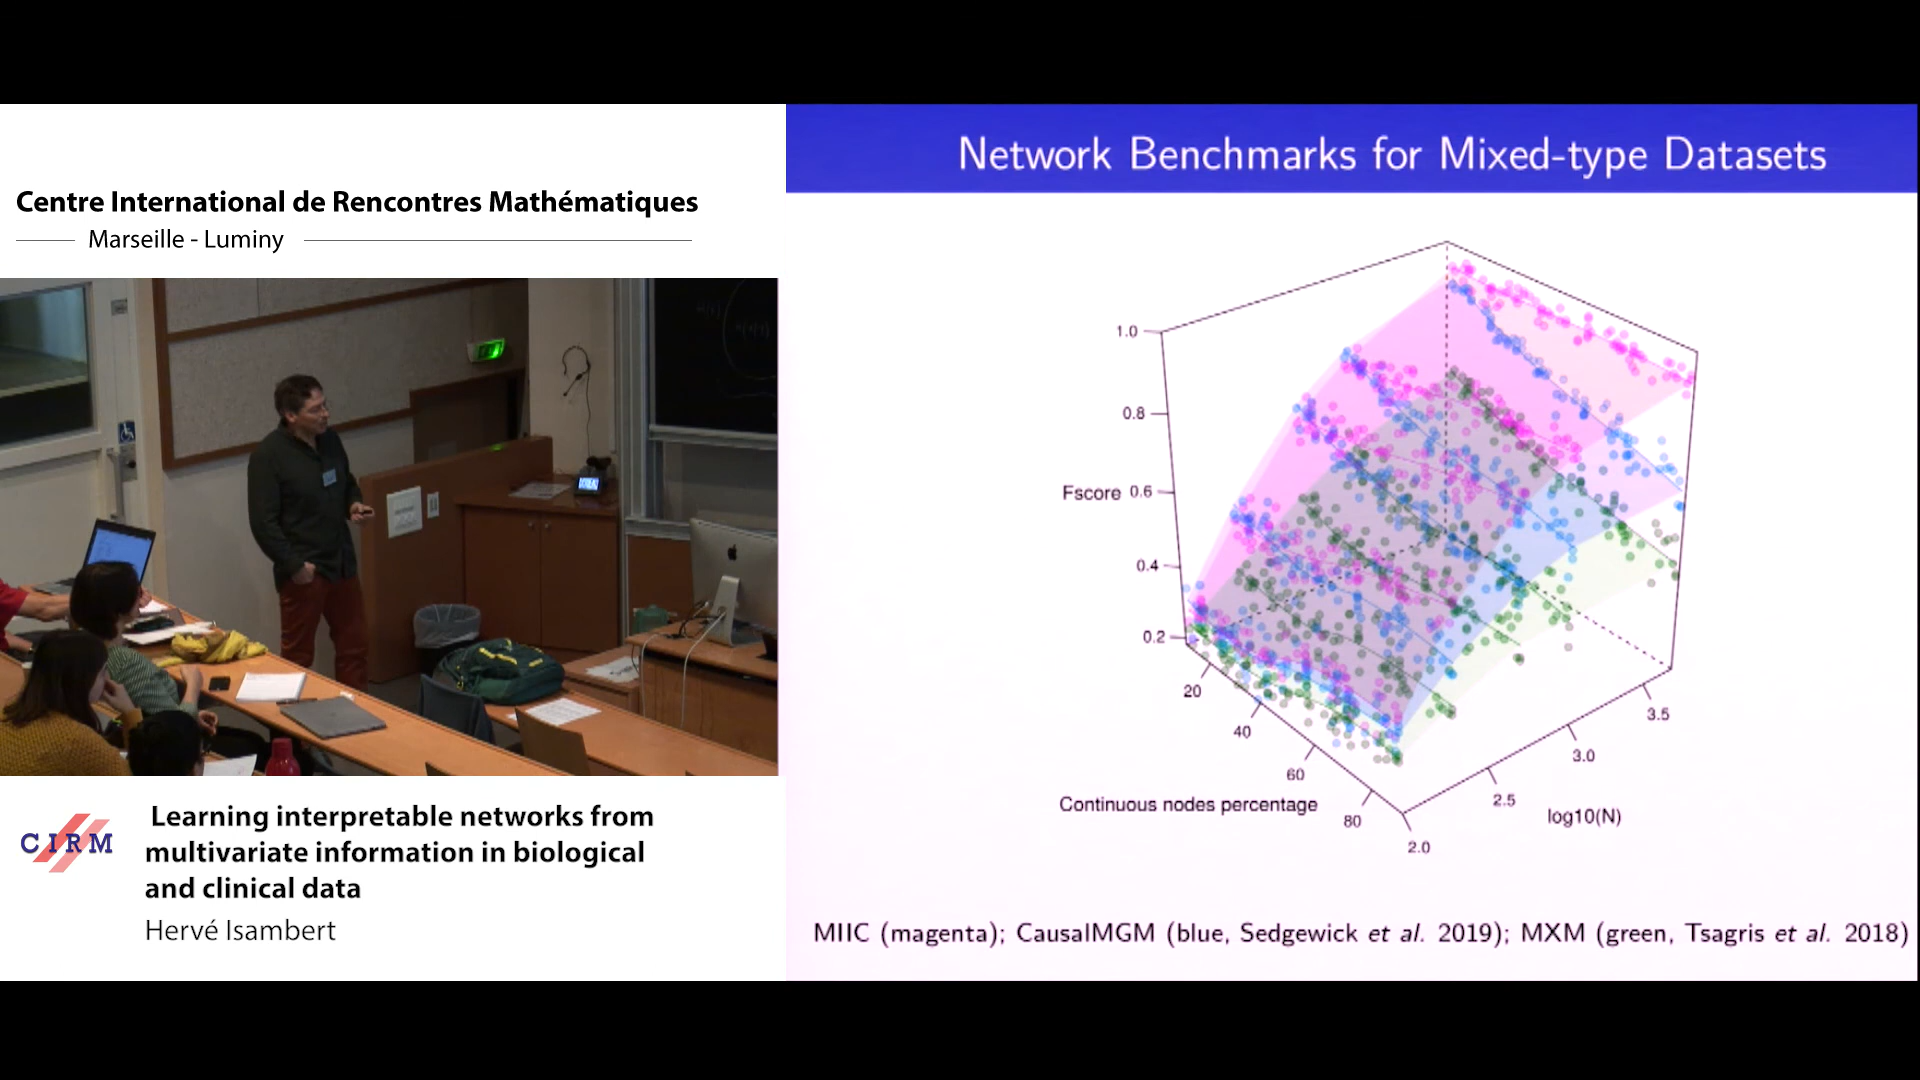 Centre International de Rencontres Mathématiques
Marseille - Luminy
CIRM
Learning interpretable networks from
multivariate information in biological
and clinical data
Hervé Isambert
Network Benchmarks for Mixed-type Datasets
1.0
0.8
Fscore 0.6
0.4
0.2
20
40
60
80
Continuous nodes percentage
2.0
2.5
3.0
3.5
log10(N)
MIIC (magenta); CausalMGM (blue, Sedgewick et al. 2019); MXM (green, Tsagris et al. 2018)